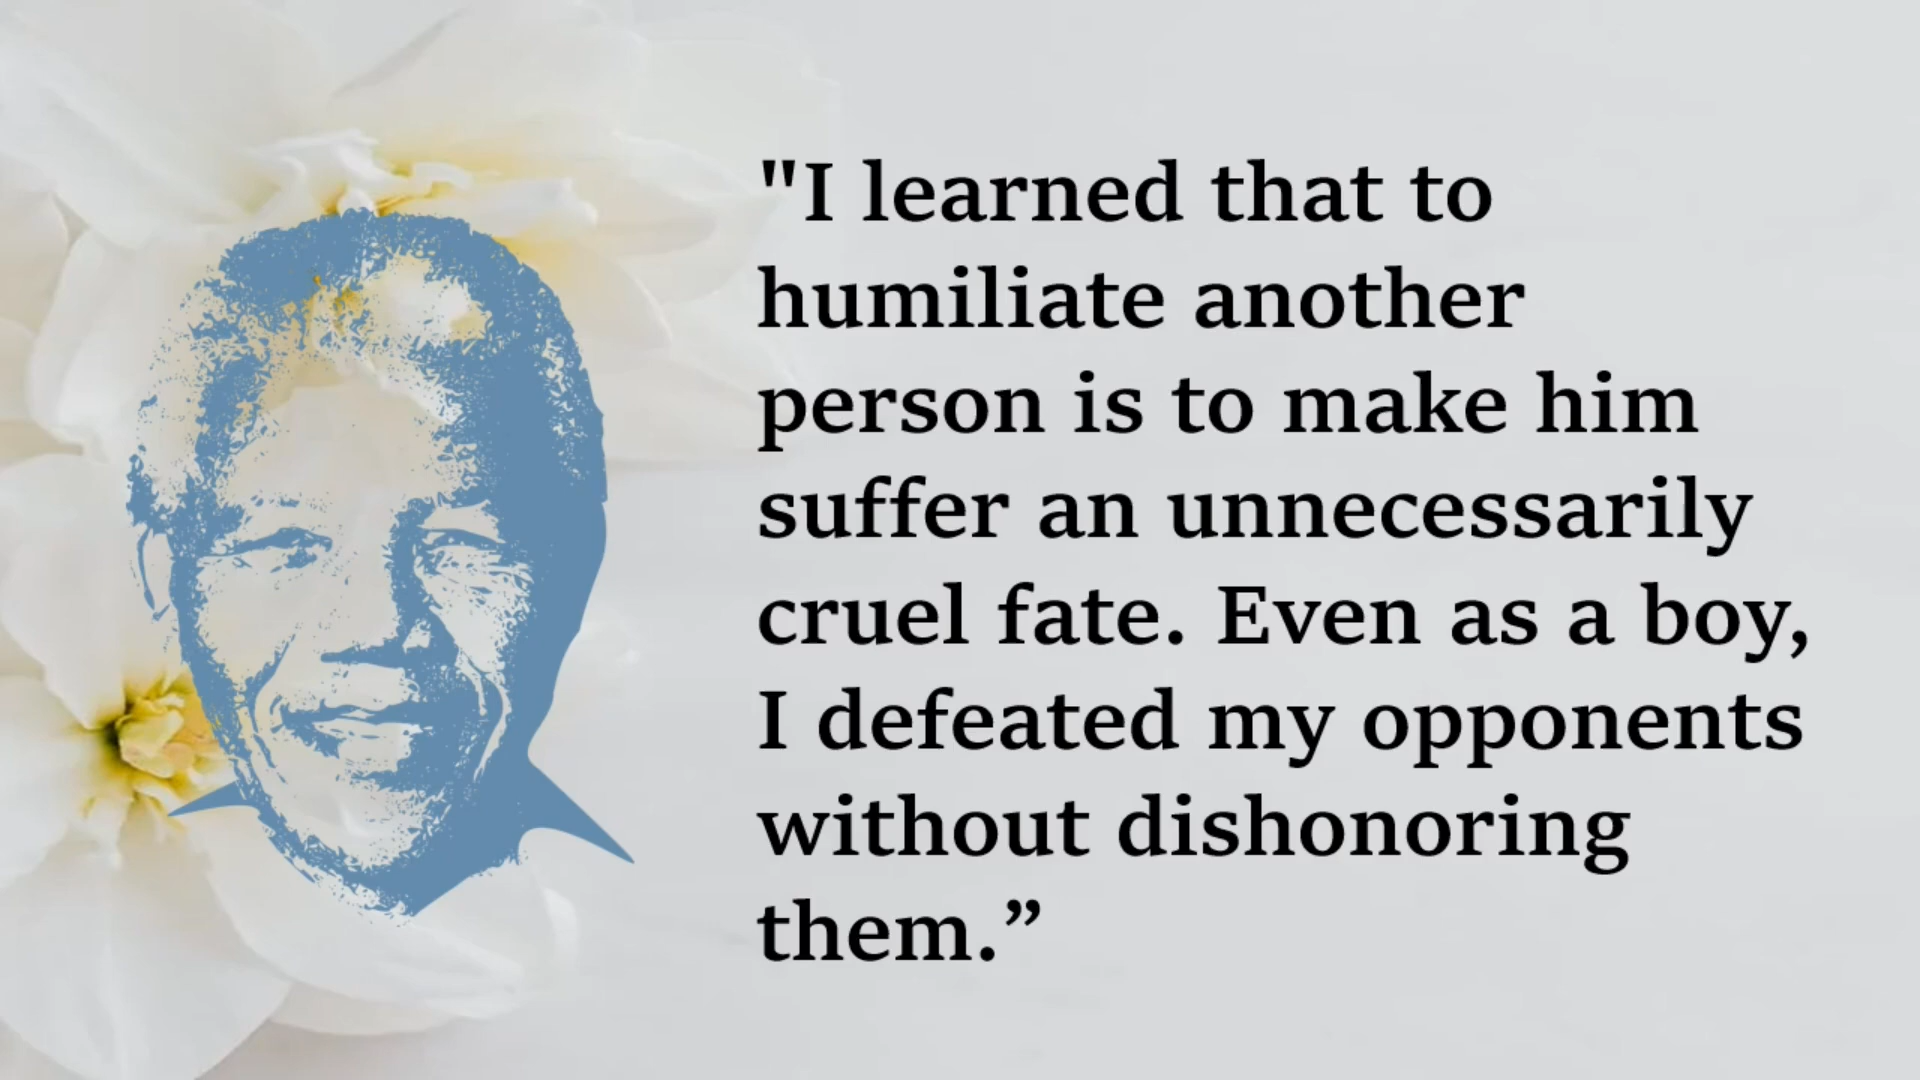 "I learned that to
humiliate another
person is to make him
suffer an unnecessarily
cruel fate. Even as a boy,
I defeated my opponents
without dishonoring
them.”